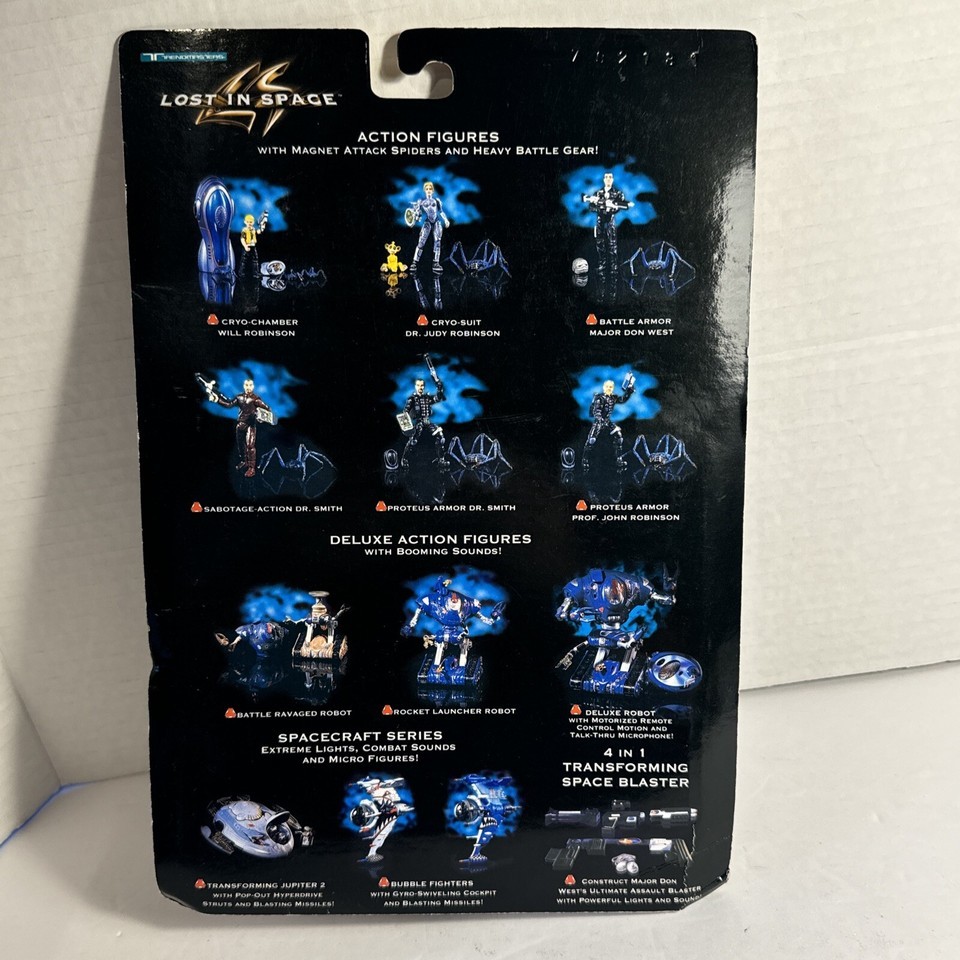 TRENDMASTERS
782181
LOST IN SPACE™
ACTION FIGURES
WITH MAGNET ATTACK SPIDERS AND HEAVY BATTLE GEAR!
CRYO-CHAMBER
WILL ROBINSON
CRYO-SUIT
DR. JUDY ROBINSON
BATTLE ARMOR
MAJOR DON WEST
SABOTAGE-ACTION DR. SMITH
PROTEUS ARMOR DR. SMITH
PROTEUS ARMOR
PROF. JOHN ROBINSON
DELUXE ACTION FIGURES
WITH BOOMING SOUNDS!
BATTLE RAVAGED ROBOT
ROCKET LAUNCHER ROBOT
DELUXE ROBOT
WITH MOTORIZED REMOTE
CONTROL MOTION AND
TALK-THRU MICROPHONE!
SPACECRAFT SERIES
EXTREME LIGHTS, COMBAT SOUNDS
AND MICRO FIGURES!
4 IN 1
TRANSFORMING
SPACE BLASTER
TRANSFORMING JUPITER 2
WITH POP-OUT HYPERDRIVE
STRUTS AND BLASTING MISSILES!
BUBBLE FIGHTERS
WITH GYRO-SWIVELING COCKPIT
AND BLASTING MISSILES!
CONSTRUCT MAJOR DON
WEST'S ULTIMATE ASSAULT BLASTER
WITH POWERFUL LIGHTS AND SOUND